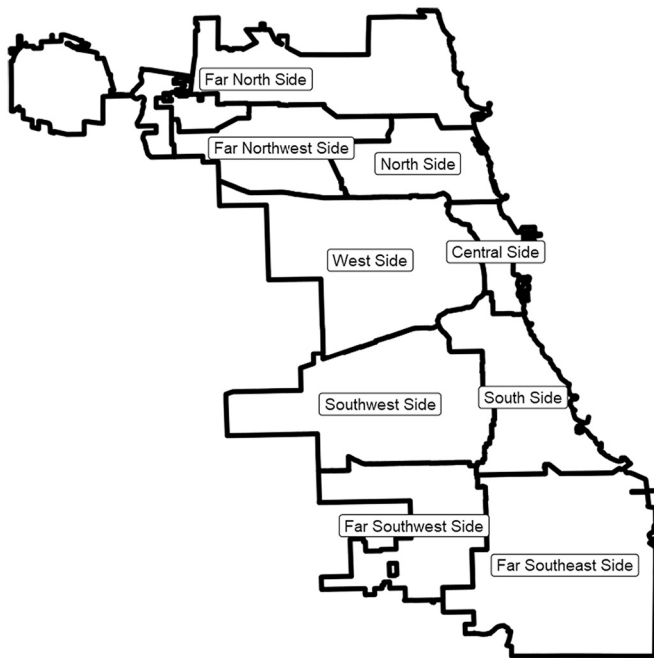 Far North Side
Far Northwest Side
North Side
Central Side
West Side
Southwest Side
South Side
Far Southwest Side
Far Southeast Side